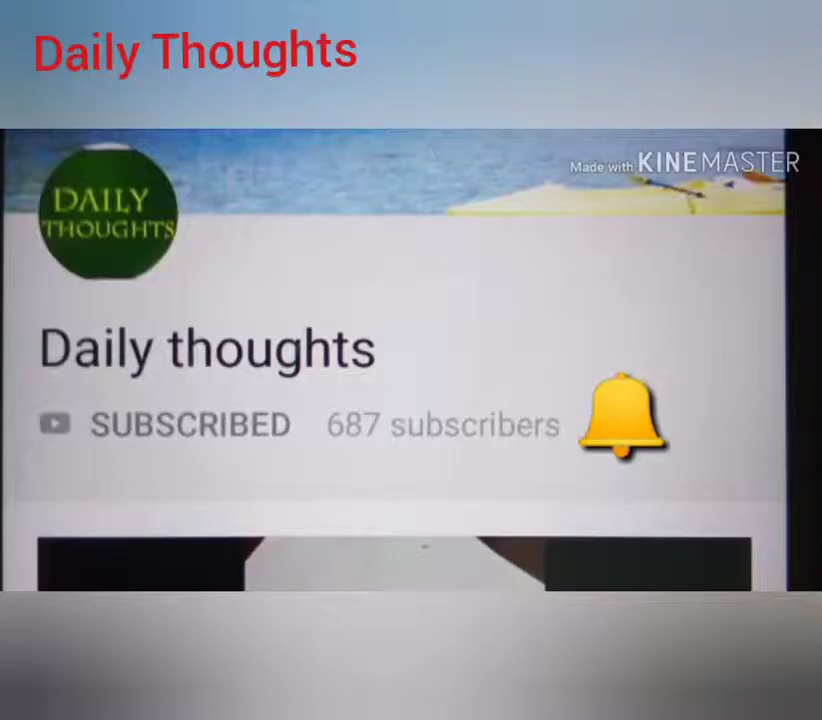 Daily Thoughts
Made with KINEMASTER
DAILY
THOUGHTS
Daily thoughts
SUBSCRIBED 687 subscribers